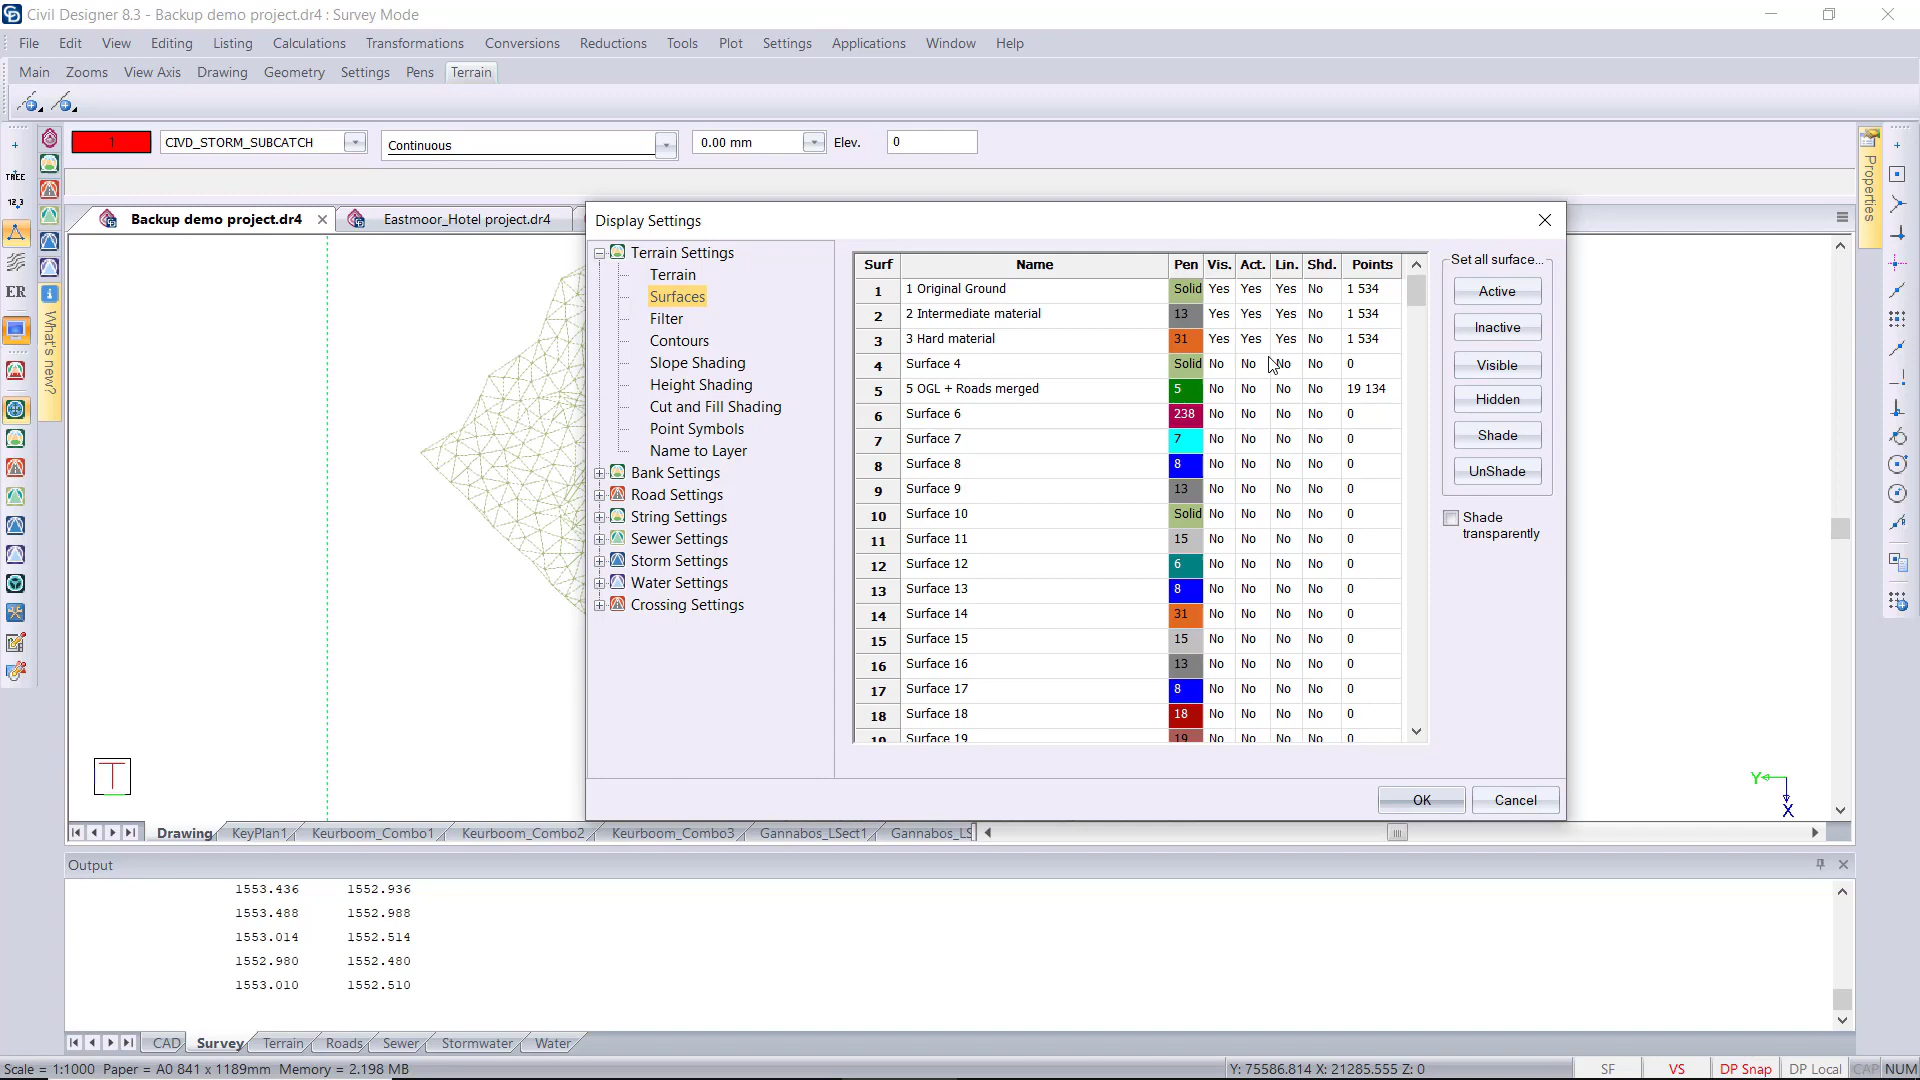 Civil Designer 8.3 - Backup demo project.dr4 : Survey Mode
File Edit View Editing Listing Calculations Transformations Conversions Reductions Tools Plot Settings Applications Window Help
Main Zooms View Axis Drawing Geometry Settings Pens Terrain
1 CIVD_STORM_SUBCATCH Continuous 0.00 mm Elev. 0
TREE
ER
What's new?
Properties
Backup demo project.dr4 Eastmoor_Hotel project.dr4
Display Settings
Terrain Settings
Terrain
Surfaces
Filter
Contours
Slope Shading
Height Shading
Cut and Fill Shading
Point Symbols
Name to Layer
Bank Settings
Road Settings
String Settings
Sewer Settings
Storm Settings
Water Settings
Crossing Settings
Surf Name Pen Vis. Act. Lin. Shd. Points
1 1 Original Ground Solid Yes Yes Yes No 1 534
2 2 Intermediate material 13 Yes Yes Yes No 1 534
3 3 Hard material 31 Yes Yes Yes No 1 534
4 Surface 4 Solid No No No No 0
5 5 OGL + Roads merged 5 No No No No 19 134
6 Surface 6 238 No No No No 0
7 Surface 7 7 No No No No 0
8 Surface 8 8 No No No No 0
9 Surface 9 13 No No No No 0
10 Surface 10 Solid No No No No 0
11 Surface 11 15 No No No No 0
12 Surface 12 6 No No No No 0
13 Surface 13 8 No No No No 0
14 Surface 14 31 No No No No 0
15 Surface 15 15 No No No No 0
16 Surface 16 13 No No No No 0
17 Surface 17 8 No No No No 0
18 Surface 18 18 No No No No 0
19 Surface 19 19 No No No No 0
Set all surface...
Active
Inactive
Visible
Hidden
Shade
UnShade
Shade
transparently
OK Cancel
T
Y
X
Drawing KeyPlan1 Keurboom_Combo1 Keurboom_Combo2 Keurboom_Combo3 Gannabos_LSect1 Gannabos_LS
Output
1553.436 1552.936
1553.488 1552.988
1553.014 1552.514
1552.980 1552.480
1553.010 1552.510
CAD Survey Terrain Roads Sewer Stormwater Water
Scale = 1:1000 Paper = A0 841 x 1189mm Memory = 2.198 MB Y: 75586.814 X: 21285.555 Z: 0 SF VS DP Snap DP Local CAP NUM